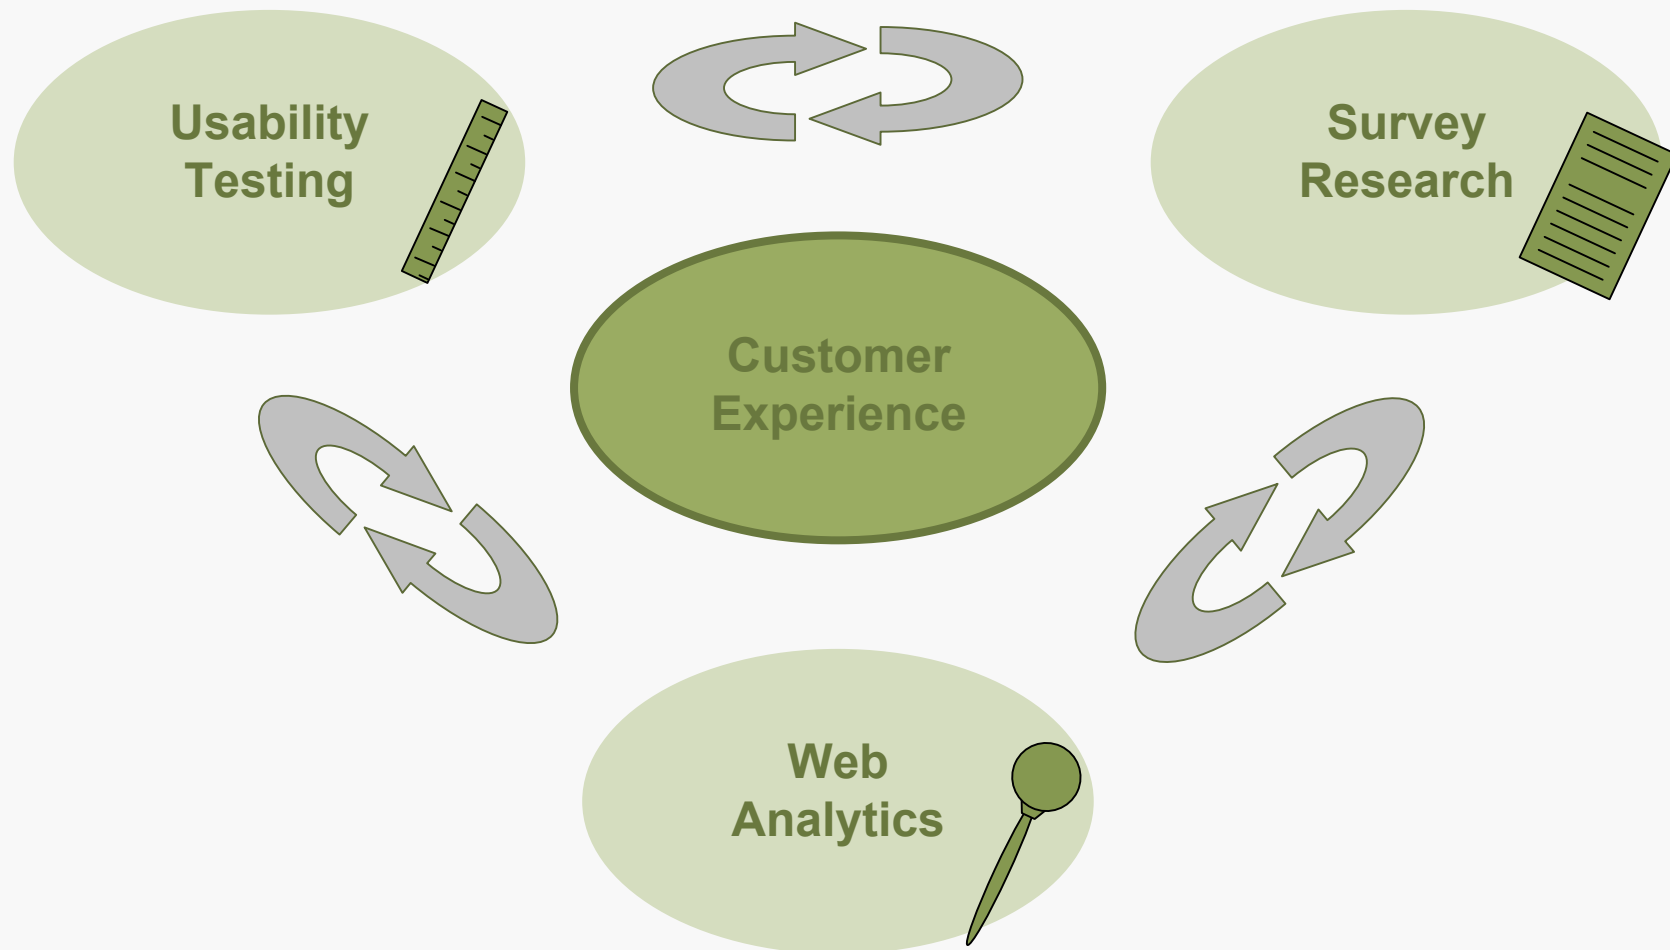 Usability
Testing
Survey
Research
Customer
Experience
Web
Analytics